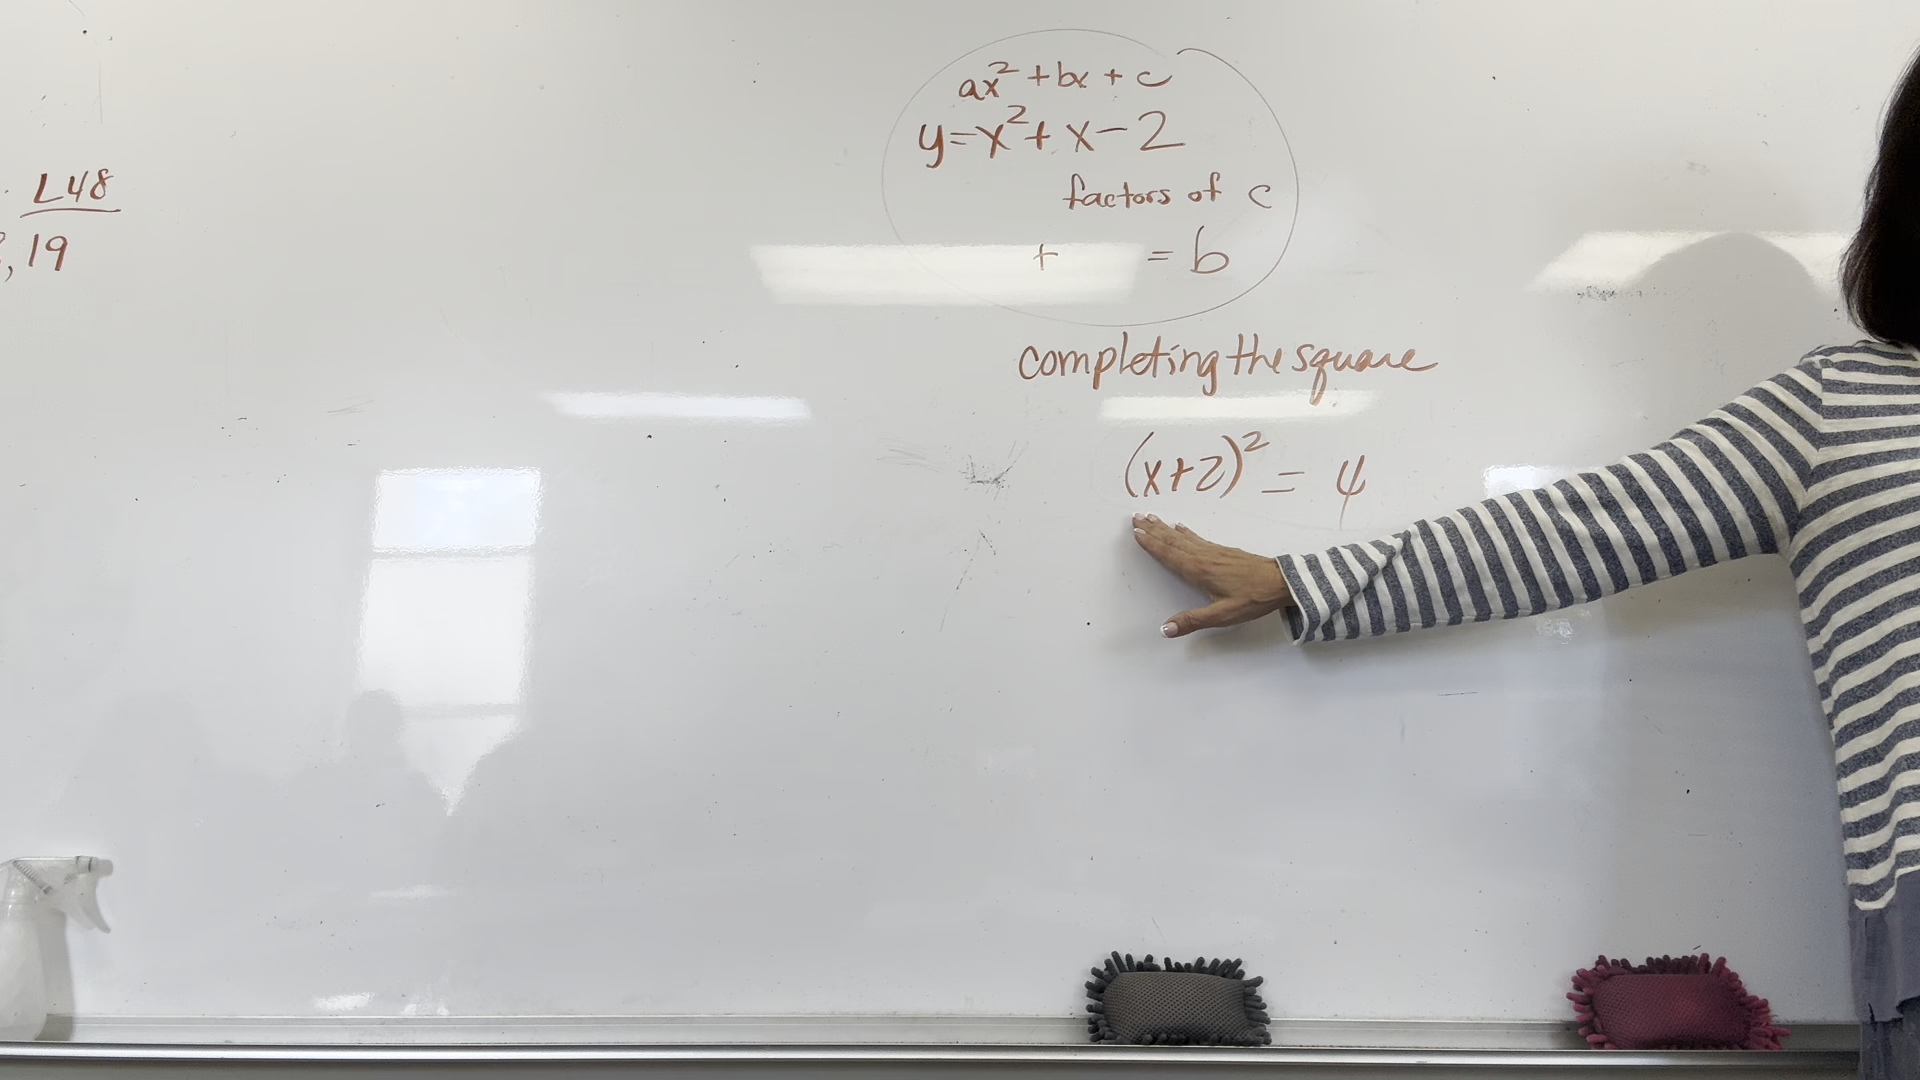 L48
, 19
ax² + bx + c
y = x² + x - 2
factors of c
+ = b
completing the square
(x+2)² = 4